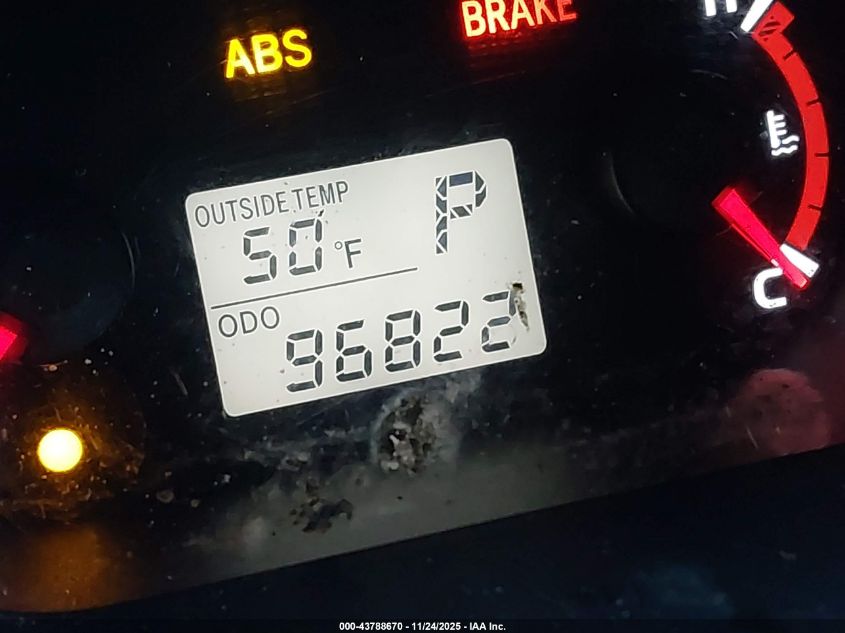 ABS
BRAKE
H
OUTSIDE TEMP
P
50°F
ODO
96822
C
000-43788670 - 11/24/2025 - IAA Inc.